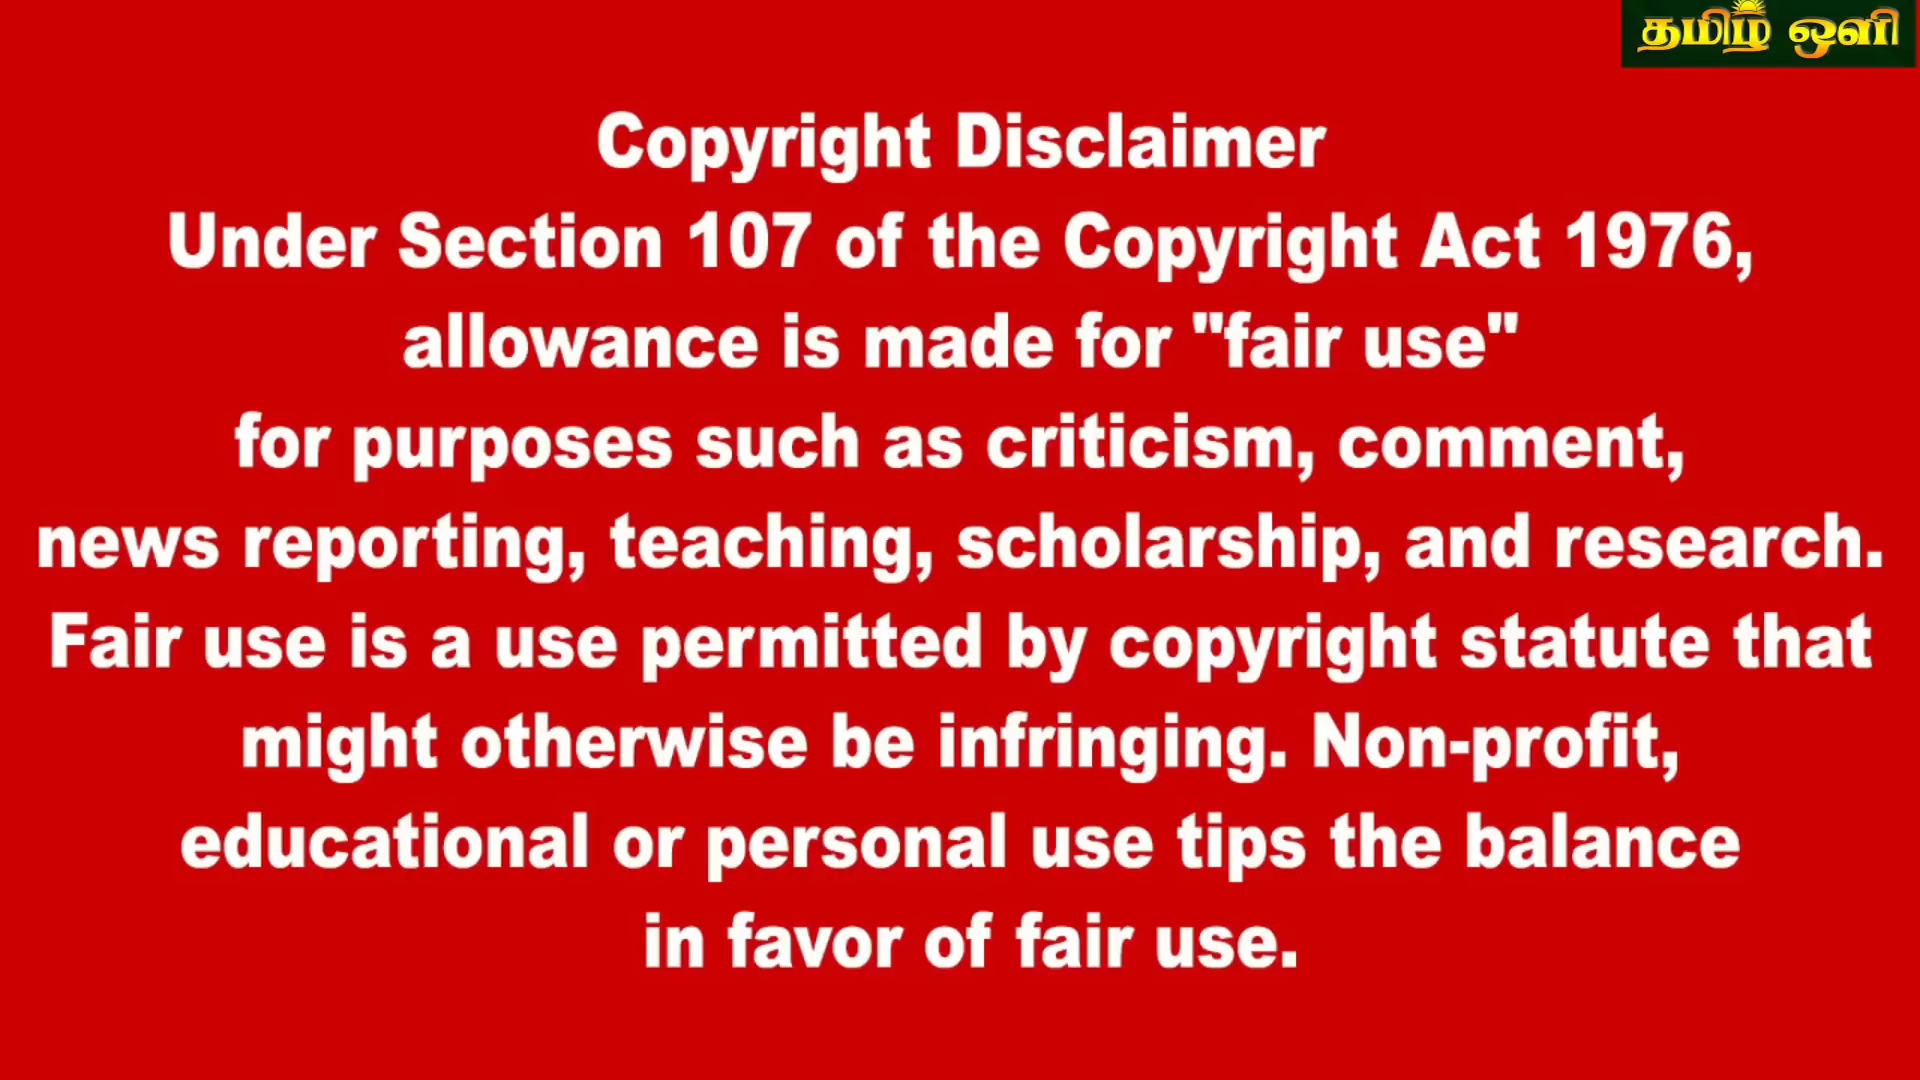 தமிழ் ஒளி
Copyright Disclaimer
Under Section 107 of the Copyright Act 1976,
allowance is made for "fair use"
for purposes such as criticism, comment,
news reporting, teaching, scholarship, and research.
Fair use is a use permitted by copyright statute that
might otherwise be infringing. Non-profit,
educational or personal use tips the balance
in favor of fair use.